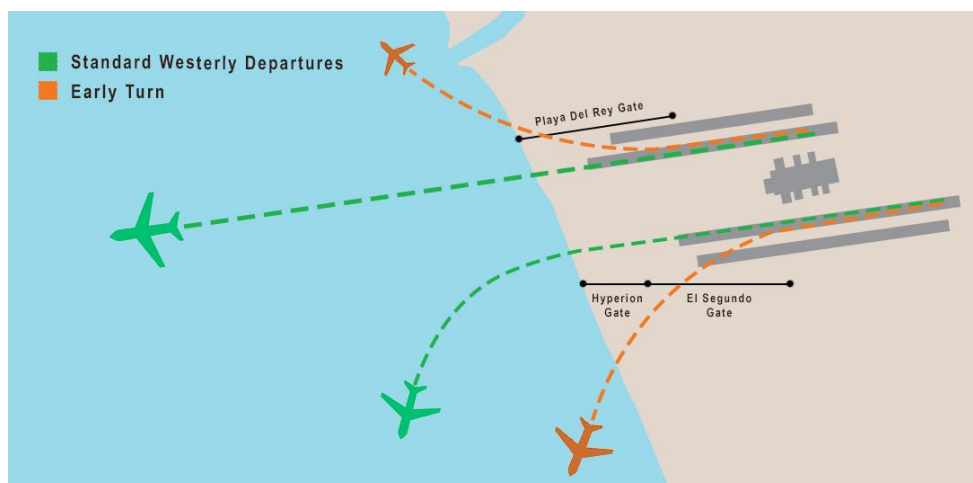 Standard Westerly Departures
Early Turn
Playa Del Rey Gate
Hyperion
Gate
El Segundo
Gate